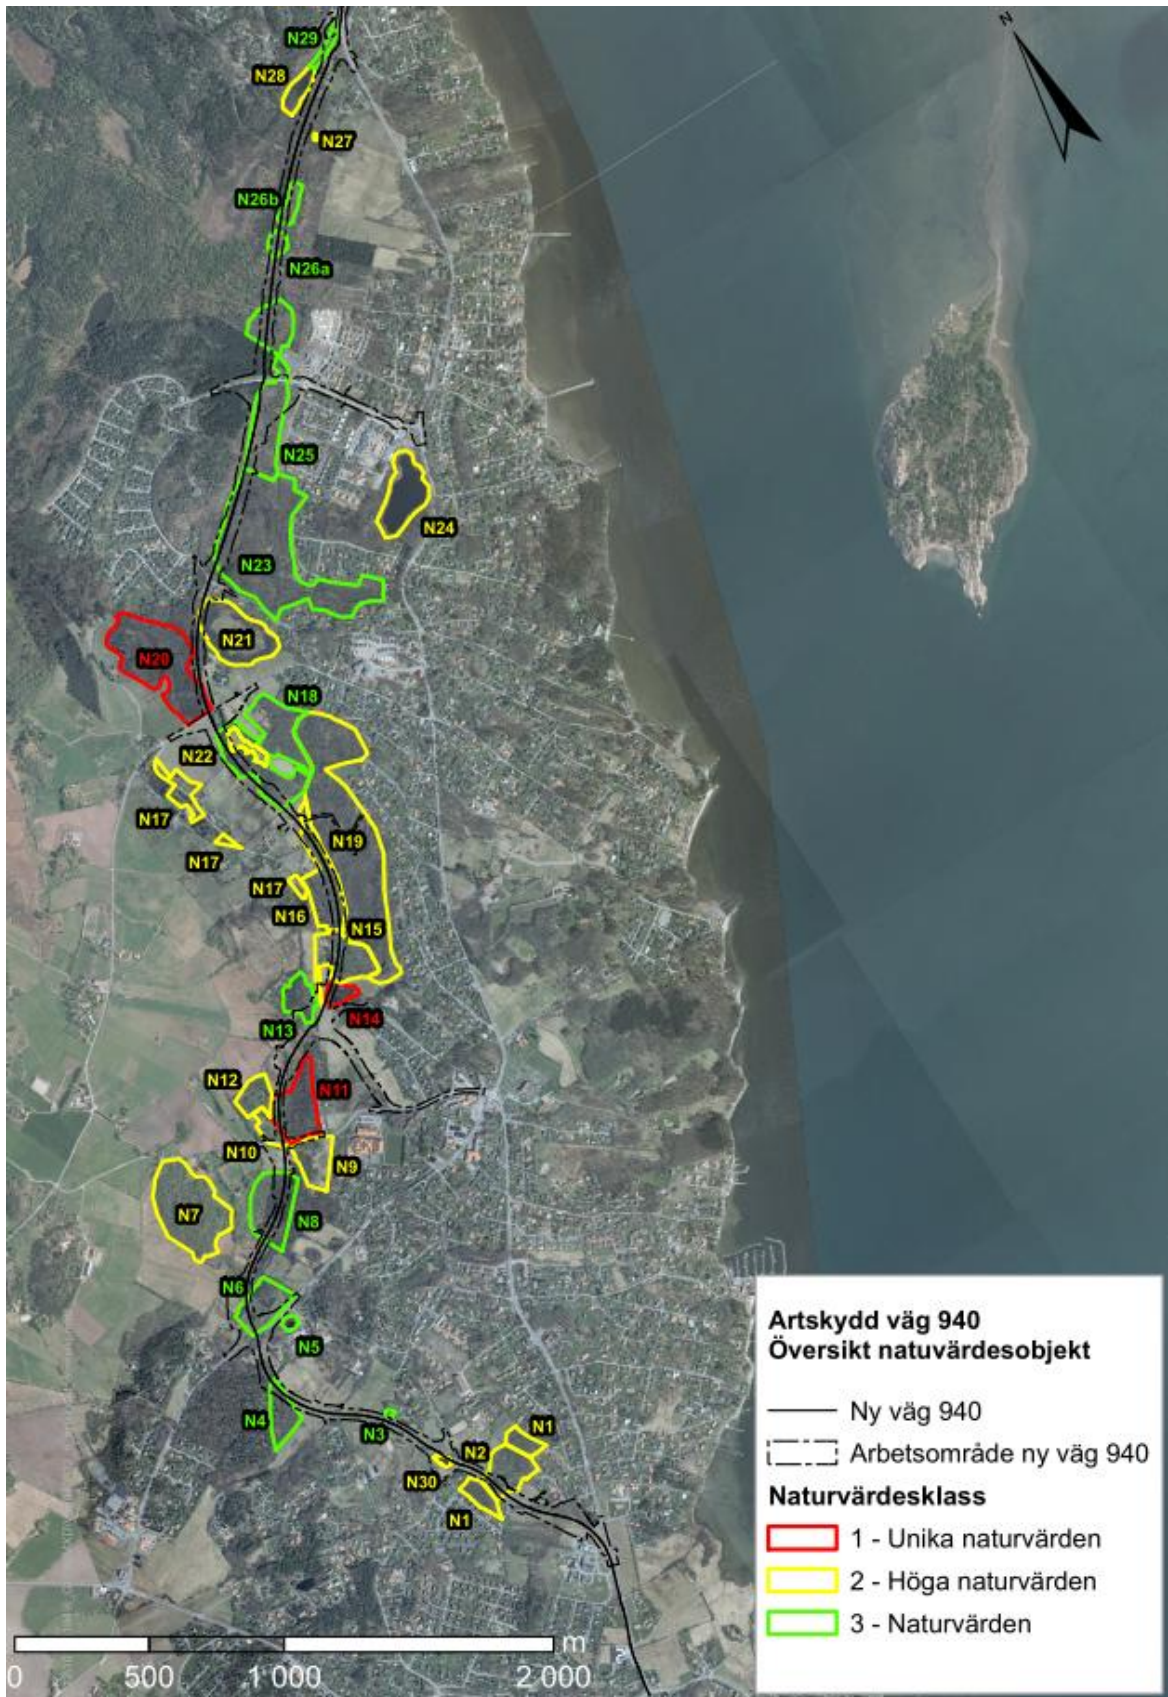 N
N29
N28
N27
N26b
N26a
N25
N24
N23
N21
N20
N18
N22
N17
N19
N17
N17
N16
N15
N14
N13
N12
N11
N10
N9
N7
N8
N6
N5
N4
N3
N1
N2
N30
N1
Artskydd väg 940
Översikt natuvärdesobjekt
Ny väg 940
Arbetsområde ny väg 940
Naturvärdesklass
1 - Unika naturvärden
2 - Höga naturvärden
3 - Naturvärden
m
0 500 1 000 2 000